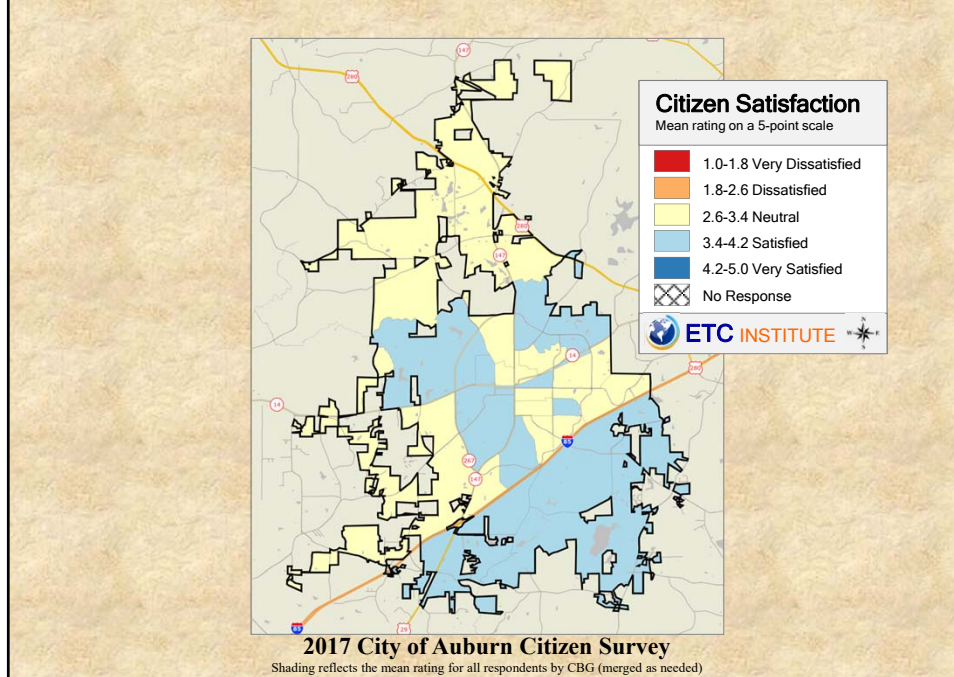 147
280
Citizen Satisfaction
Mean rating on a 5-point scale
1.0-1.8 Very Dissatisfied
1.8-2.6 Dissatisfied
2.6-3.4 Neutral
3.4-4.2 Satisfied
4.2-5.0 Very Satisfied
No Response
ETC INSTITUTE
N
W E
S
280
147
14
280
14
85
267
147
85
29
2017 City of Auburn Citizen Survey
Shading reflects the mean rating for all respondents by CBG (merged as needed)